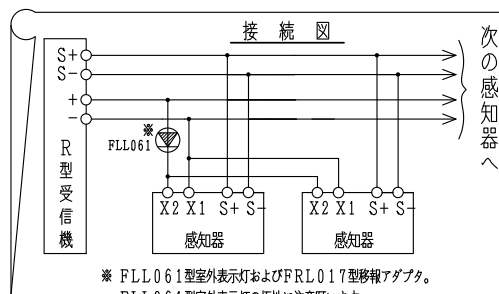 接続図
S+
S-
+
-
R型受信機
※
FLL061
X2 X1 S+ S-
感知器
X2 X1 S+ S-
感知器
次の感知器へ
※ FLL061型室外表示灯およびFRL017型移報アダプタ。